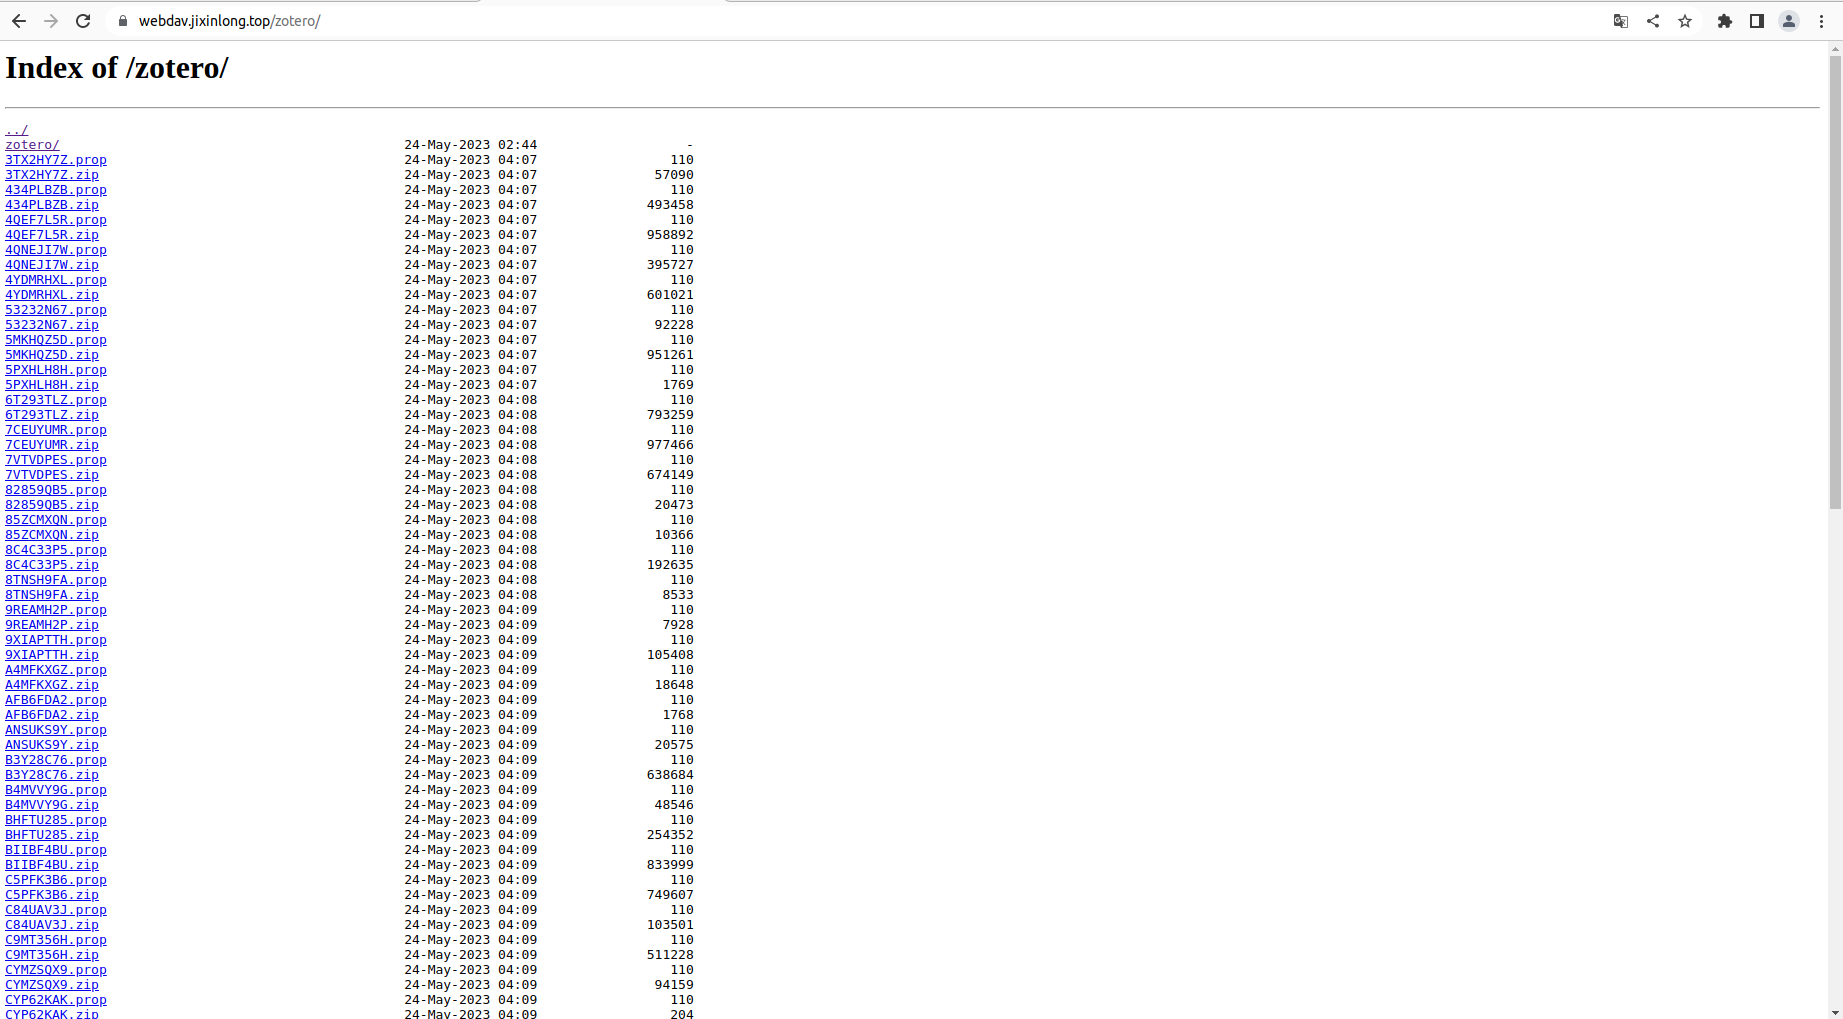 webdav.jixinlong.top/zotero/
Index of /zotero/
../
zotero/ 24-May-2023 02:44 -
3TX2HY7Z.prop 24-May-2023 04:07 110
3TX2HY7Z.zip 24-May-2023 04:07 57090
434PLBZB.prop 24-May-2023 04:07 110
434PLBZB.zip 24-May-2023 04:07 493458
4QEF7L5R.prop 24-May-2023 04:07 110
4QEF7L5R.zip 24-May-2023 04:07 958892
4QNEJI7W.prop 24-May-2023 04:07 110
4QNEJI7W.zip 24-May-2023 04:07 395727
4YDMRHXL.prop 24-May-2023 04:07 110
4YDMRHXL.zip 24-May-2023 04:07 601021
53232N67.prop 24-May-2023 04:07 110
53232N67.zip 24-May-2023 04:07 92228
5MKHQZ5D.prop 24-May-2023 04:07 110
5MKHQZ5D.zip 24-May-2023 04:07 951261
5PXHLH8H.prop 24-May-2023 04:07 110
5PXHLH8H.zip 24-May-2023 04:07 1769
6T293TLZ.prop 24-May-2023 04:08 110
6T293TLZ.zip 24-May-2023 04:08 793259
7CEUYUMR.prop 24-May-2023 04:08 110
7CEUYUMR.zip 24-May-2023 04:08 977466
7VTVDPES.prop 24-May-2023 04:08 110
7VTVDPES.zip 24-May-2023 04:08 674149
82859QB5.prop 24-May-2023 04:08 110
82859QB5.zip 24-May-2023 04:08 20473
85ZCMXQN.prop 24-May-2023 04:08 110
85ZCMXQN.zip 24-May-2023 04:08 10366
8C4C33P5.prop 24-May-2023 04:08 110
8C4C33P5.zip 24-May-2023 04:08 192635
8TNSH9FA.prop 24-May-2023 04:08 110
8TNSH9FA.zip 24-May-2023 04:08 8533
9REAMH2P.prop 24-May-2023 04:09 110
9REAMH2P.zip 24-May-2023 04:09 7928
9XIAPTTH.prop 24-May-2023 04:09 110
9XIAPTTH.zip 24-May-2023 04:09 105408
A4MFKXGZ.prop 24-May-2023 04:09 110
A4MFKXGZ.zip 24-May-2023 04:09 18648
AFB6FDA2.prop 24-May-2023 04:09 110
AFB6FDA2.zip 24-May-2023 04:09 1768
ANSUKS9Y.prop 24-May-2023 04:09 110
ANSUKS9Y.zip 24-May-2023 04:09 20575
B3Y28C76.prop 24-May-2023 04:09 110
B3Y28C76.zip 24-May-2023 04:09 638684
B4MVVY9G.prop 24-May-2023 04:09 110
B4MVVY9G.zip 24-May-2023 04:09 48546
BHFTU285.prop 24-May-2023 04:09 110
BHFTU285.zip 24-May-2023 04:09 254352
BIIBF4BU.prop 24-May-2023 04:09 110
BIIBF4BU.zip 24-May-2023 04:09 833999
C5PFK3B6.prop 24-May-2023 04:09 110
C5PFK3B6.zip 24-May-2023 04:09 749607
C84UAV3J.prop 24-May-2023 04:09 110
C84UAV3J.zip 24-May-2023 04:09 103501
C9MT356H.prop 24-May-2023 04:09 110
C9MT356H.zip 24-May-2023 04:09 511228
CYMZSQX9.prop 24-May-2023 04:09 110
CYMZSQX9.zip 24-May-2023 04:09 94159
CYP62KAK.prop 24-May-2023 04:09 110
CYP62KAK.zip 24-May-2023 04:09 204